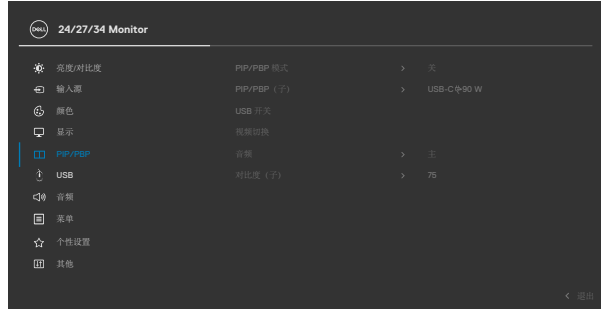 DELL
24/27/34 Monitor
亮度/对比度 PIP/PBP 模式 关
输入源 PIP/PBP（子） USB-C 90 W
颜色 USB 开关
显示 视频切换
PIP/PBP 音频 主
USB 对比度（子） 75
音频
菜单
个性设置
其他
退出